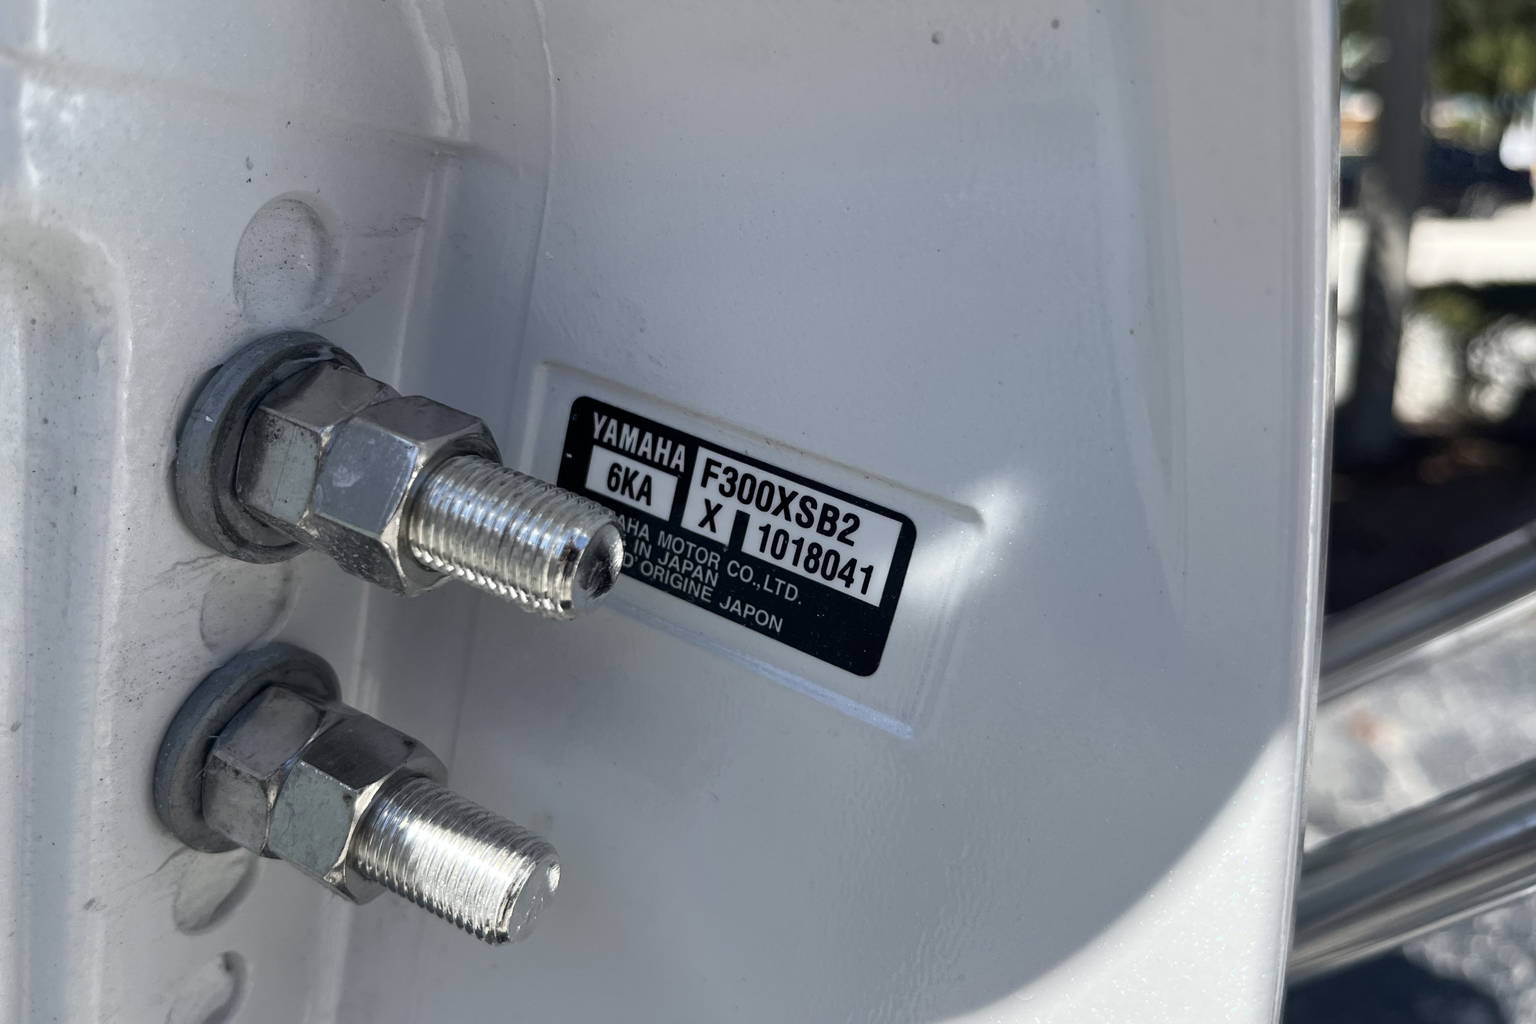 YAMAHA
6KA
F300XSB2
X 1018041
MOTOR CO.,LTD.
IN JAPAN
D'ORIGINE JAPON